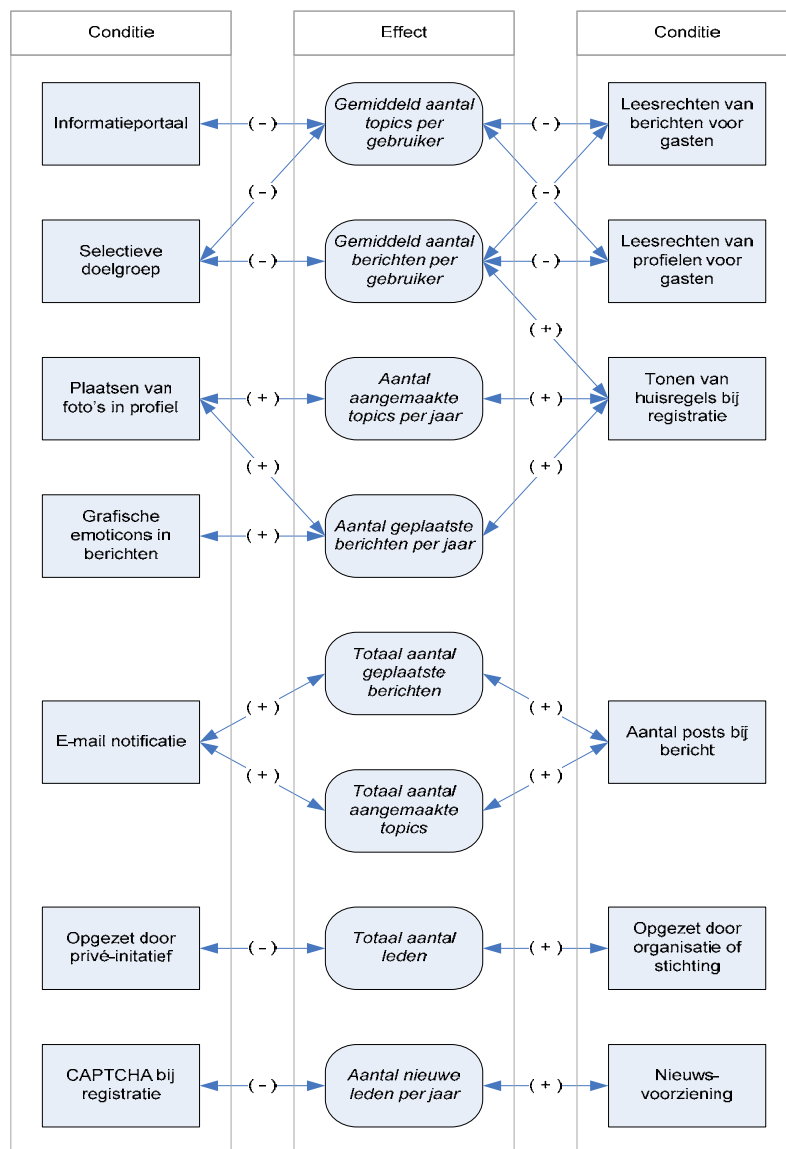 Conditie
Effect
Conditie
Informatieportaal
( - )
Gemiddeld aantal
topics per
gebruiker
( - )
Leesrechten van
berichten voor
gasten
( - )
( - )
Selectieve
doelgroep
( - )
Gemiddeld aantal
berichten per
gebruiker
( - )
Leesrechten van
profielen voor
gasten
( + )
Plaatsen van
foto's in profiel
( + )
Aantal
aangemaakte
topics per jaar
( + )
Tonen van
huisregels bij
registratie
( + )
( + )
Grafische
emoticons in
berichten
( + )
Aantal geplaatste
berichten per jaar
Totaal aantal
geplaatste
berichten
( + )
( + )
E-mail notificatie
Aantal posts bij
bericht
( + )
( + )
Totaal aantal
aangemaakte
topics
Opgezet door
privé-initatief
( - )
Totaal aantal
leden
( + )
Opgezet door
organisatie of
stichting
CAPTCHA bij
registratie
( - )
Aantal nieuwe
leden per jaar
( + )
Nieuws-
voorziening